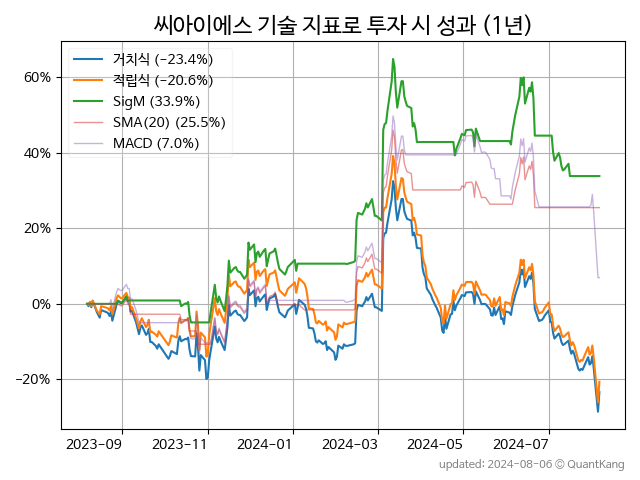 씨아이에스 기술 지표로 투자 시 성과 (1년)
거치식 (−23.4%)
적립식 (−20.6%)
SigM (33.9%)
SMA(20) (25.5%)
MACD (7.0%)
60%
40%
20%
0%
−20%
2023-09 2023-11 2024-01 2024-03 2024-05 2024-07
updated: 2024-08-06 © QuantKang